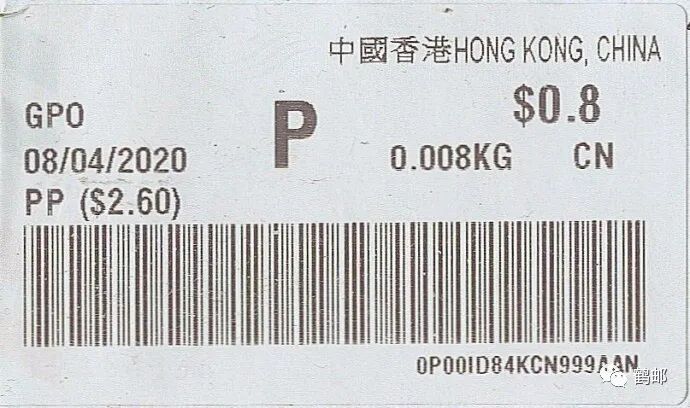 中國香港HONG KONG, CHINA
$0.8
GPO
P
08/04/2020
0.008KG
CN
PP ($2.60)
0P00ID84KCN999AAN
鹤邮